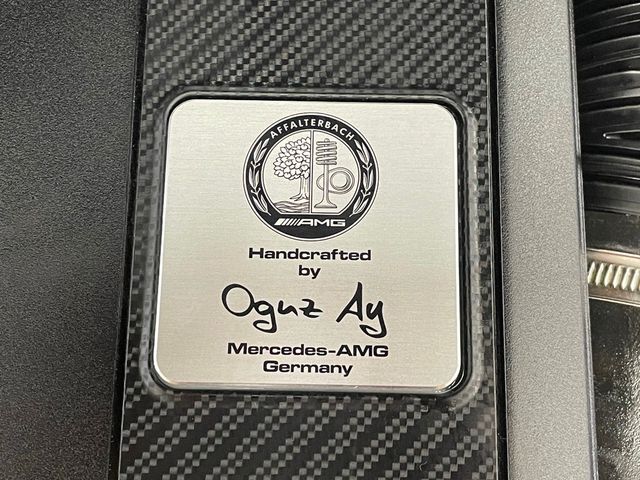 AFFALTERBACH
AMG
Handcrafted
by
Oguz Ay
Mercedes-AMG
Germany